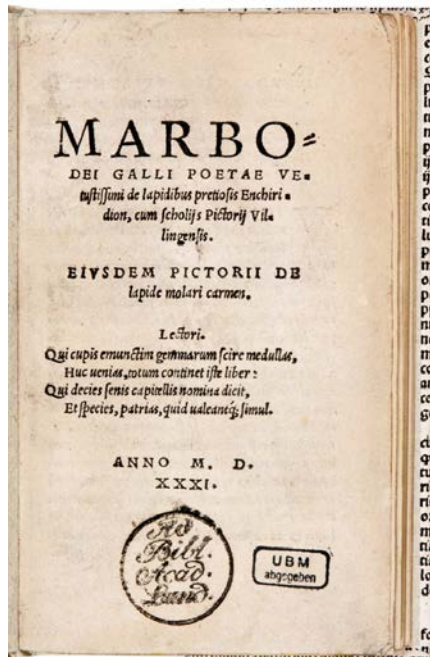 MARBO⸗
DEI GALLI POETAE VE⸗
tustissimi de lapidibus pretiosis Enchiri⸗
dion, cum scholijs Pictorij Vil⸗
lingensis.
EIVSDEM PICTORII DE
lapide molari carmen.
Lectori.
Qui cupis emunctim gemmarum scire medullas,
Huc uenias, totum continet iste liber:
Qui decies senis capitellis nomina dicit,
Et species, patrias, quid ualeantq́; simul.
ANNO M. D.
XXXI.
Ad
Bibl.
Acad.
Land.
UBM
abgegeben